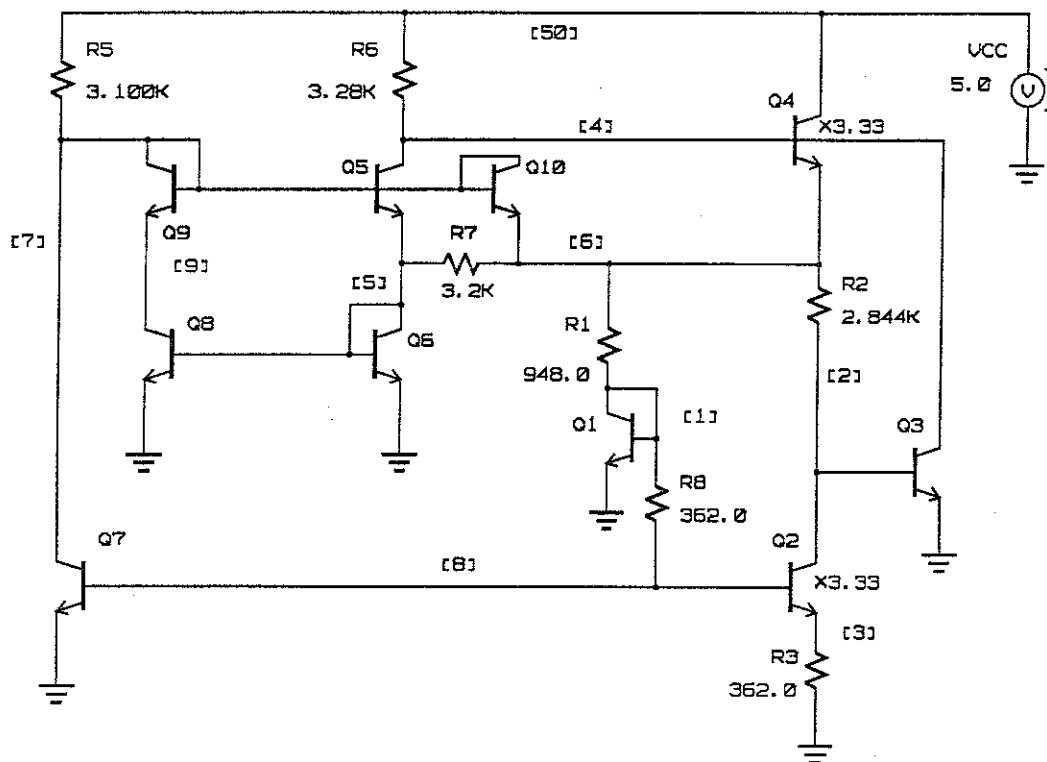 [50]
R5
3.100K
R6
3.28K
VCC
5.0
V
Q4
X3.33
[4]
Q5
Q10
Q9
[7]
[9]
R7
3.2K
[6]
[5]
R2
2.844K
Q8
Q6
R1
948.0
[2]
Q1
[1]
Q3
R8
362.0
Q7
[8]
Q2
X3.33
[3]
R3
362.0